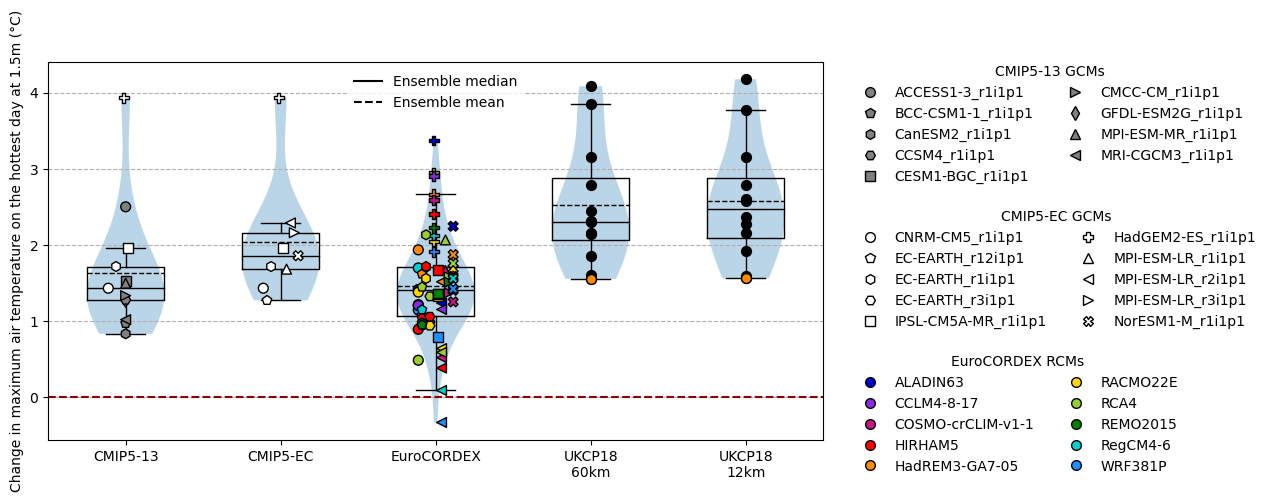 Change in maximum air temperature on the hottest day at 1.5m (°C)
4
3
2
1
0
Ensemble median
Ensemble mean
CMIP5-13
CMIP5-EC
EuroCORDEX
UKCP18
60km
UKCP18
12km
CMIP5-13 GCMs
ACCESS1-3_r1i1p1
BCC-CSM1-1_r1i1p1
CanESM2_r1i1p1
CCSM4_r1i1p1
CESM1-BGC_r1i1p1
CMCC-CM_r1i1p1
GFDL-ESM2G_r1i1p1
MPI-ESM-MR_r1i1p1
MRI-CGCM3_r1i1p1
CMIP5-EC GCMs
CNRM-CM5_r1i1p1
EC-EARTH_r12i1p1
EC-EARTH_r1i1p1
EC-EARTH_r3i1p1
IPSL-CM5A-MR_r1i1p1
HadGEM2-ES_r1i1p1
MPI-ESM-LR_r1i1p1
MPI-ESM-LR_r2i1p1
MPI-ESM-LR_r3i1p1
NorESM1-M_r1i1p1
EuroCORDEX RCMs
ALADIN63
CCLM4-8-17
COSMO-crCLIM-v1-1
HIRHAM5
HadREM3-GA7-05
RACMO22E
RCA4
REMO2015
RegCM4-6
WRF381P